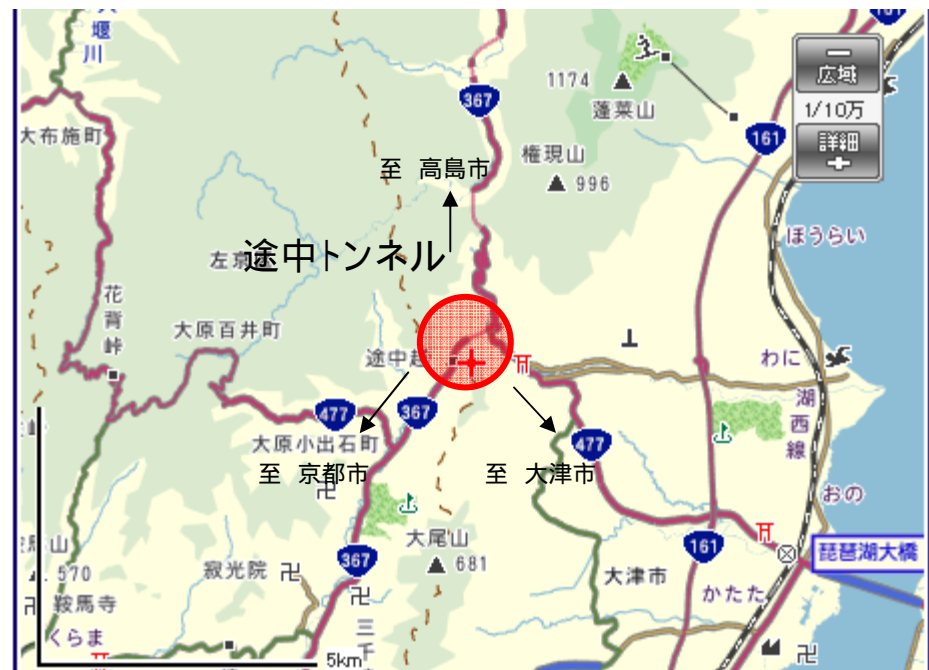 堰
川
367
1174
蓬莱山
広域
1/10万
詳細
161
大布施町
権現山
996
至 高島市
途中トンネル
左京
ほうらい
花
背
峠
大原百井町
途中越
わに
湖
西
線
477
367
477
大原小出石町
至 京都市
至 大津市
おの
367
大尾山
681
161
琵琶湖大橋
大津市
かたた
山
570
寂光院
鞍馬寺
くらま
三
5km